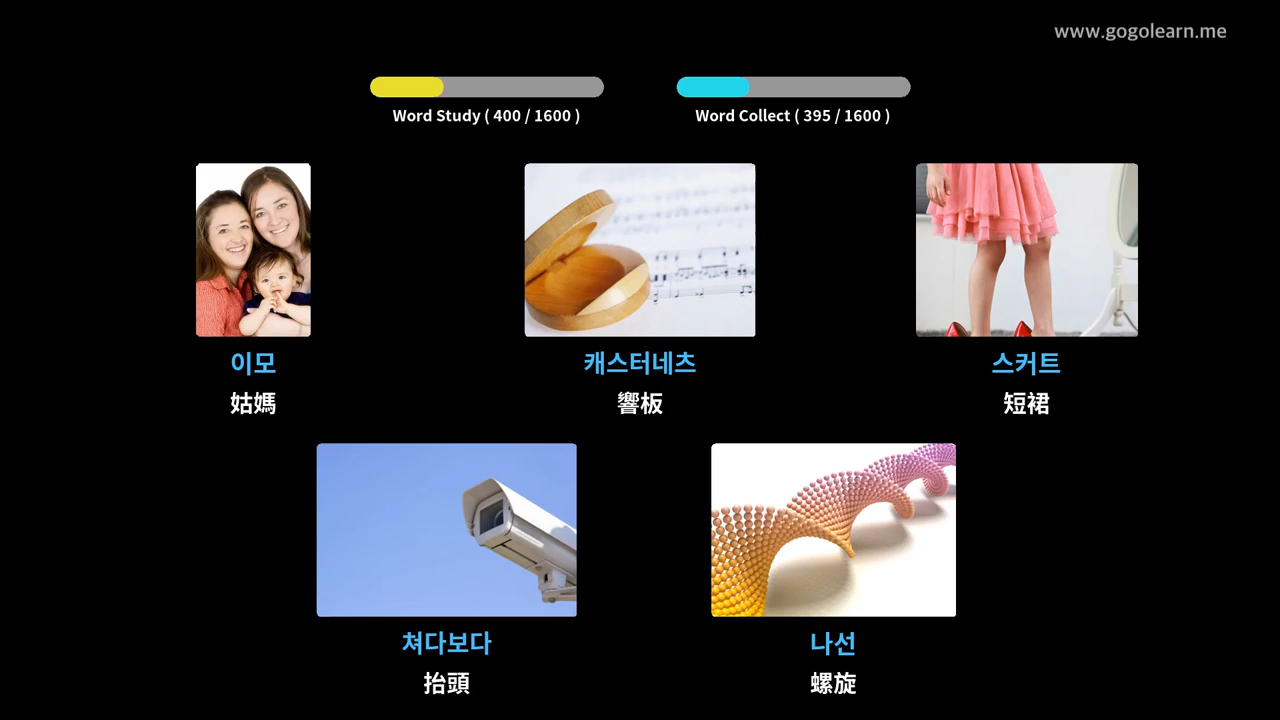 www.gogolearn.me
Word Study ( 400 / 1600 )
Word Collect ( 395 / 1600 )
이모
姑媽
캐스터네츠
響板
스커트
短裙
쳐다보다
抬頭
나선
螺旋